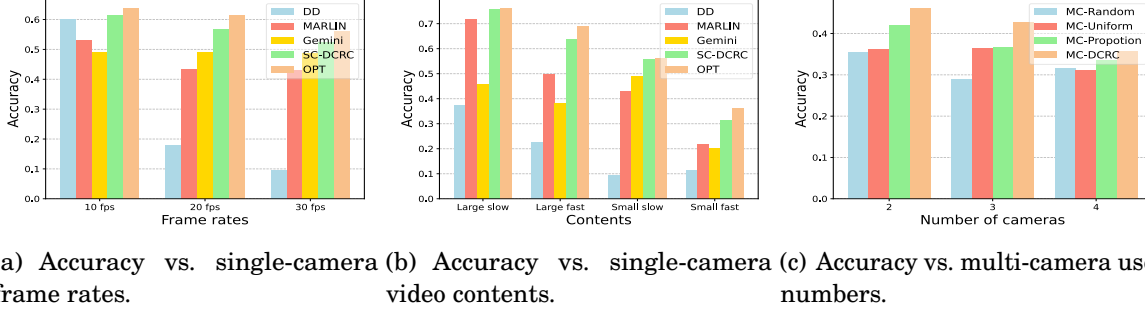 0.6
0.5
0.4
0.3
0.2
0.1
0.0
Accuracy
DD
MARLIN
Gemini
SC-DCRC
OPT
10 fps
20 fps
30 fps
Frame rates
0.7
0.6
0.5
0.4
0.3
0.2
0.1
0.0
Accuracy
DD
MARLIN
Gemini
SC-DCRC
OPT
Large slow
Large fast
Small slow
Small fast
Contents
0.4
0.3
0.2
0.1
0.0
Accuracy
MC-Random
MC-Uniform
MC-Propotion
MC-DCRC
2
3
4
Number of cameras
a) Accuracy vs. single-camera
frame rates.
(b) Accuracy vs. single-camera
video contents.
(c) Accuracy vs. multi-camera use
numbers.